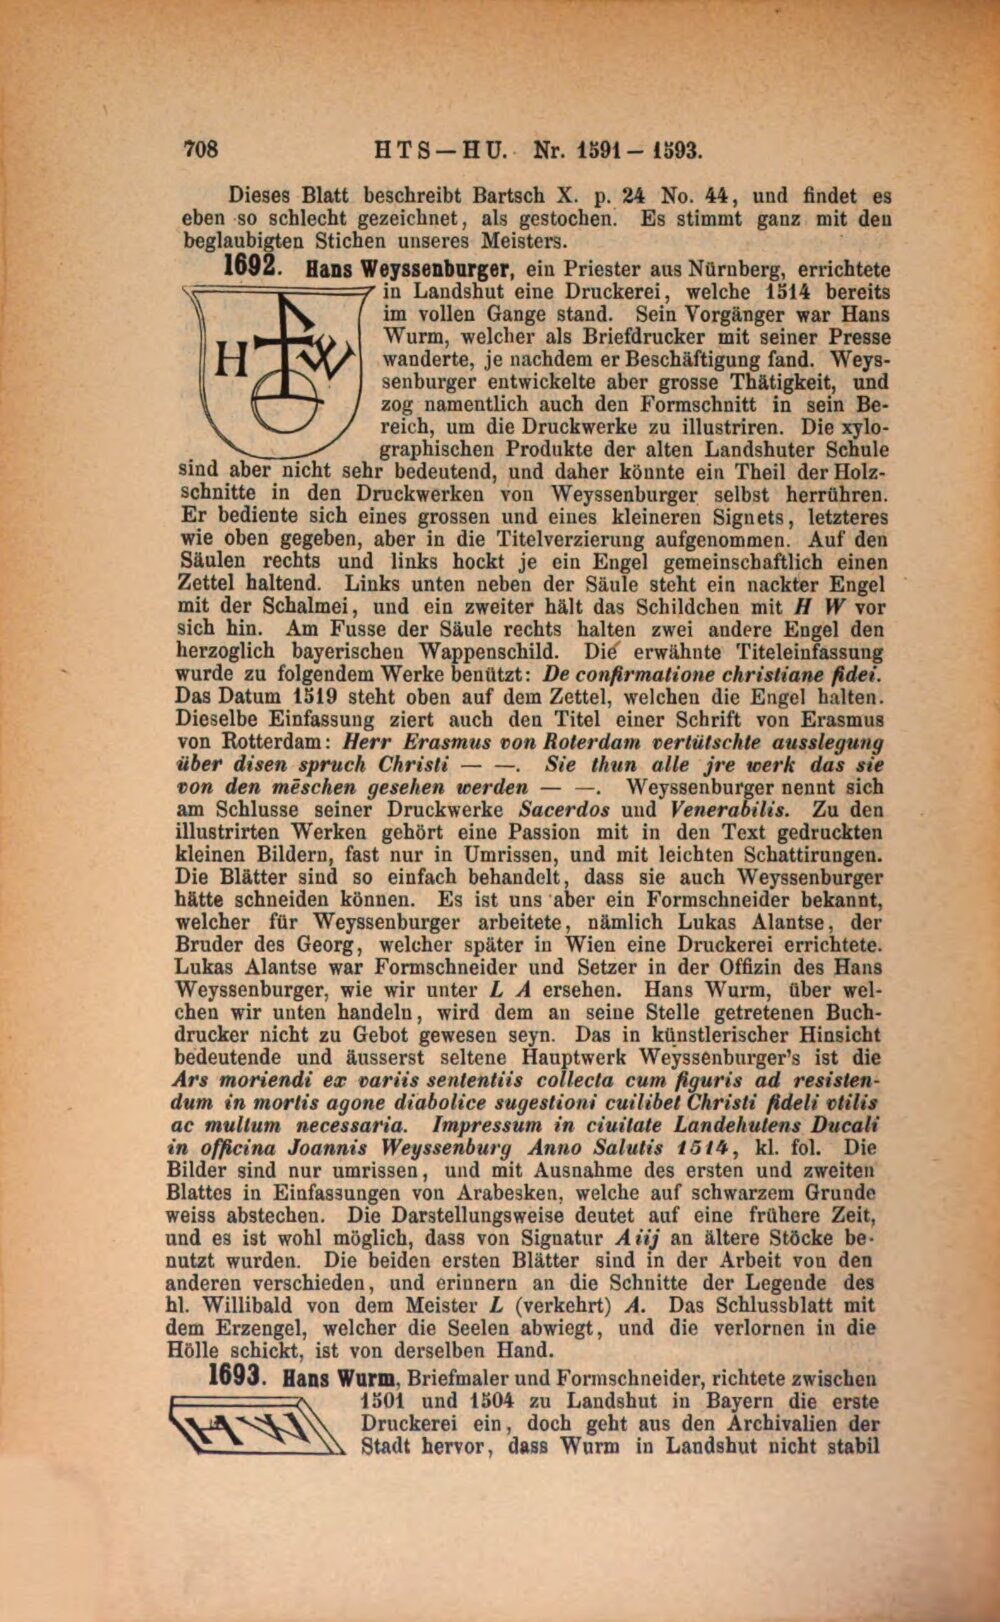 708 HTS—HU. Nr. 1591—1593.
Dieses Blatt beschreibt Bartsch X. p. 24 No. 44, und findet es
eben so schlecht gezeichnet, als gestochen. Es stimmt ganz mit den
beglaubigten Stichen unseres Meisters.
1692. Hans Weyssenburger, ein Priester aus Nürnberg, errichtete
in Landshut eine Druckerei, welche 1514 bereits
im vollen Gange stand. Sein Vorgänger war Hans
Wurm, welcher als Briefdrucker mit seiner Presse
wanderte, je nachdem er Beschäftigung fand. Weys-
senburger entwickelte aber grosse Thätigkeit, und
zog namentlich auch den Formschnitt in sein Be-
reich, um die Druckwerke zu illustriren. Die xylo-
graphischen Produkte der alten Landshuter Schule
H W
sind aber nicht sehr bedeutend, und daher könnte ein Theil der Holz-
schnitte in den Druckwerken von Weyssenburger selbst herrühren.
Er bediente sich eines grossen und eines kleineren Signets, letzteres
wie oben gegeben, aber in die Titelverzierung aufgenommen. Auf den
Säulen rechts und links hockt je ein Engel gemeinschaftlich einen
Zettel haltend. Links unten neben der Säule steht ein nackter Engel
mit der Schalmei, und ein zweiter hält das Schildchen mit H W vor
sich hin. Am Fusse der Säule rechts halten zwei andere Engel den
herzoglich bayerischen Wappenschild. Die erwähnte Titeleinfassung
wurde zu folgendem Werke benützt: De confirmatione christiane fidei.
Das Datum 1519 steht oben auf dem Zettel, welchen die Engel halten.
Dieselbe Einfassung ziert auch den Titel einer Schrift von Erasmus
von Rotterdam: Herr Erasmus von Roterdam vertütschte ausslegung
über disen spruch Christi — —. Sie thun alle jre werk das sie
von den mēschen gesehen werden — —. Weyssenburger nennt sich
am Schlusse seiner Druckwerke Sacerdos und Venerabilis. Zu den
illustrirten Werken gehört eine Passion mit in den Text gedruckten
kleinen Bildern, fast nur in Umrissen, und mit leichten Schattirungen.
Die Blätter sind so einfach behandelt, dass sie auch Weyssenburger
hätte schneiden können. Es ist uns aber ein Formschneider bekannt,
welcher für Weyssenburger arbeitete, nämlich Lukas Alantse, der
Bruder des Georg, welcher später in Wien eine Druckerei errichtete.
Lukas Alantse war Formschneider und Setzer in der Offizin des Hans
Weyssenburger, wie wir unter L A ersehen. Hans Wurm, über wel-
chen wir unten handeln, wird dem an seine Stelle getretenen Buch-
drucker nicht zu Gebot gewesen seyn. Das in künstlerischer Hinsicht
bedeutende und äusserst seltene Hauptwerk Weyssenburger's ist die
Ars moriendi ex variis sententiis collecta cum figuris ad resisten-
dum in mortis agone diabolice sugestioni cuilibet Christi fideli vtilis
ac multum necessaria. Impressum in ciuitate Landehutens Ducali
in officina Joannis Weyssenburg Anno Salutis 1514, kl. fol. Die
Bilder sind nur umrissen, und mit Ausnahme des ersten und zweiten
Blattes in Einfassungen von Arabesken, welche auf schwarzem Grunde
weiss abstechen. Die Darstellungsweise deutet auf eine frühere Zeit,
und es ist wohl möglich, dass von Signatur A iij an ältere Stöcke be-
nutzt wurden. Die beiden ersten Blätter sind in der Arbeit von den
anderen verschieden, und erinnern an die Schnitte der Legende des
hl. Willibald von dem Meister L (verkehrt) A. Das Schlussblatt mit
dem Erzengel, welcher die Seelen abwiegt, und die verlornen in die
Hölle schickt, ist von derselben Hand.
1693. Hans Wurm, Briefmaler und Formschneider, richtete zwischen
1501 und 1504 zu Landshut in Bayern die erste
Druckerei ein, doch geht aus den Archivalien der
Stadt hervor, dass Wurm in Landshut nicht stabil
HW